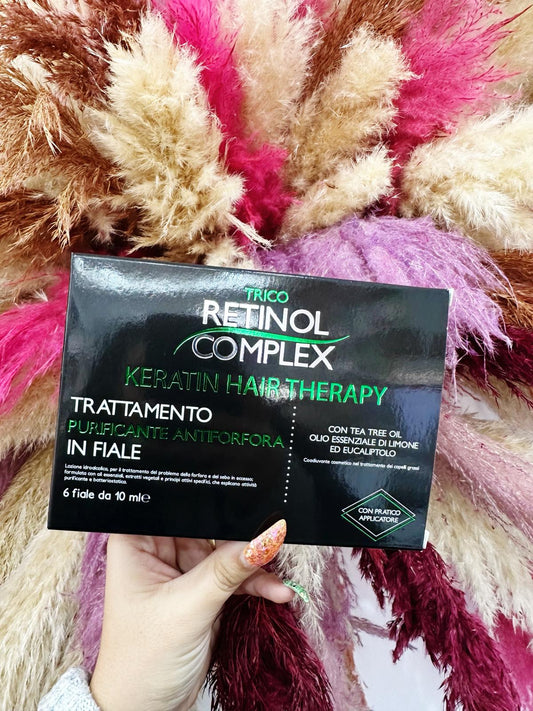 TRICO
RETINOL
COMPLEX
KERATIN HAIR THERAPY
TRATTAMENTO
PURIFICANTE ANTIFORFORA
IN FIALE
Lozione idroalcolica, per il trattamento del problema della forfora e del sebo in eccesso;
formulata con oli essenziali, estratti vegetali e principi attivi specifici, che esplicano attività
purificante e batteriostatica.
6 fiale da 10 ml℮
CON TEA TREE OIL
OLIO ESSENZIALE DI LIMONE
ED EUCALIPTOLO
Coadiuvante cosmetico nel trattamento dei capelli grassi
CON PRATICO
APPLICATORE